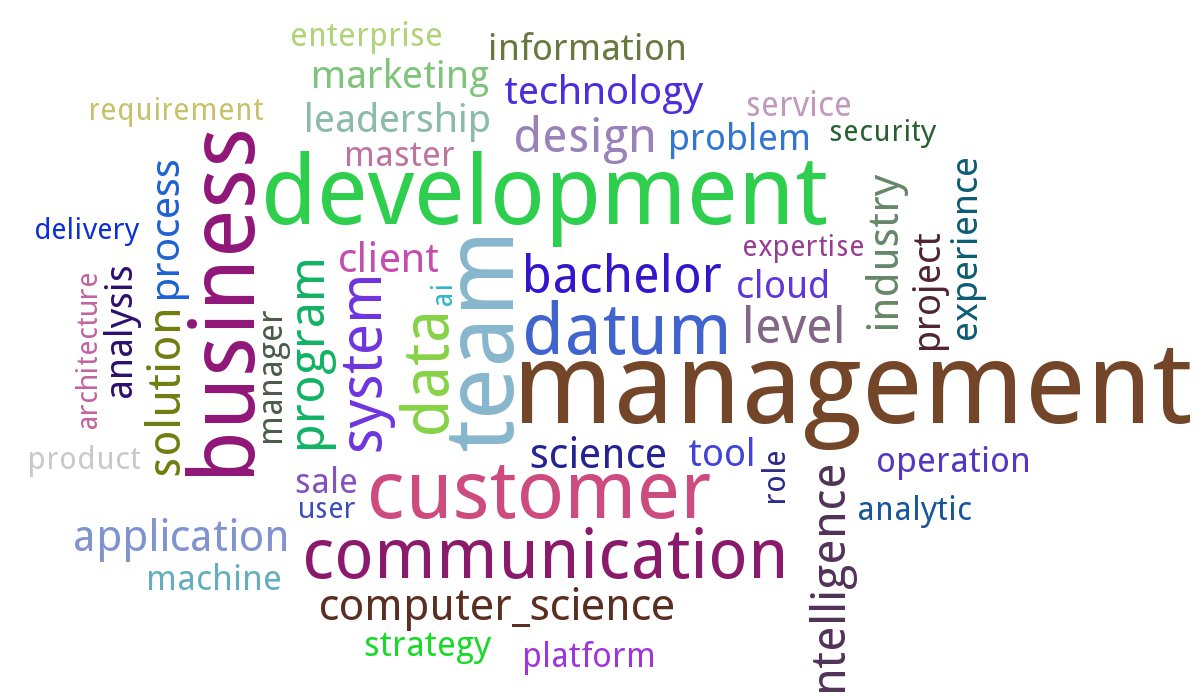 enterprise
information
marketing
technology
requirement
leadership
service
design
problem
security
master
business
development
process
delivery
client
team
expertise
industry
experience
project
bachelor
cloud
architecture
analysis
solution
manager
program
system
ai
data
datum
level
management
product
science
tool
operation
sale
customer
role
user
analytic
application
communication
ntelligence
machine
computer_science
strategy
platform